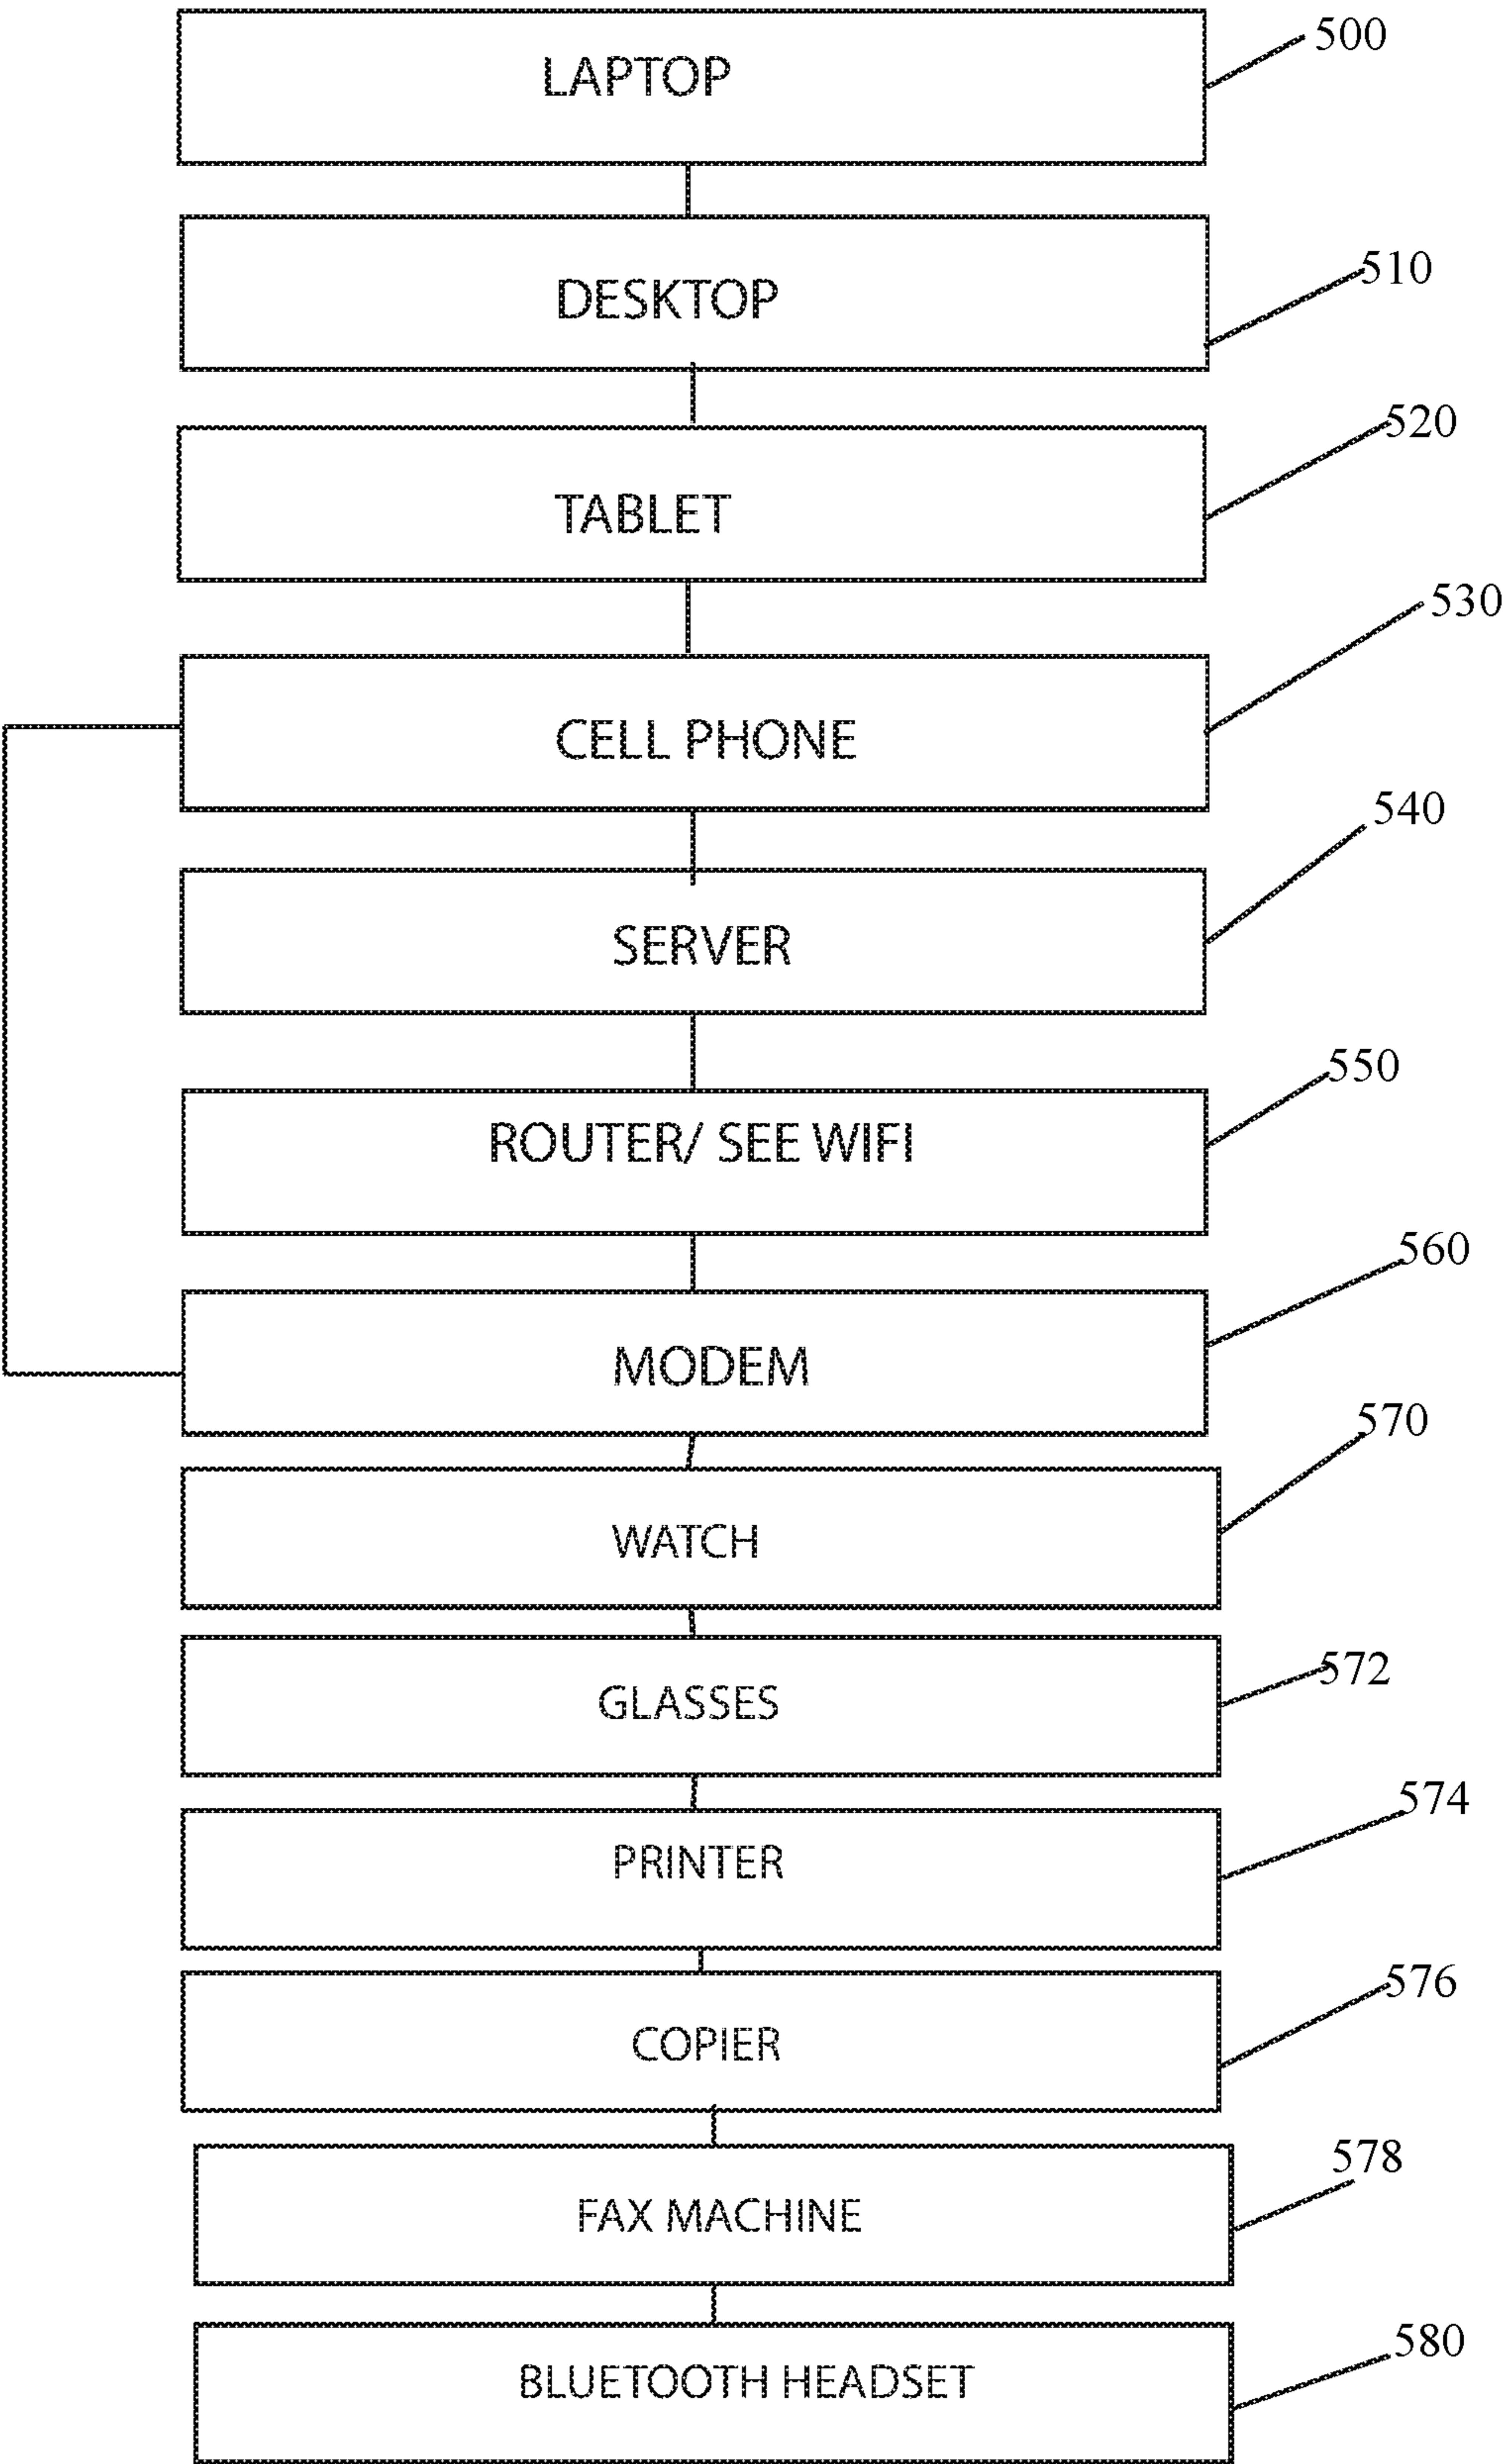 LAPTOP 500
DESKTOP 510
TABLET 520
CELL PHONE 530
SERVER 540
ROUTER/ SEE WIFI 550
MODEM 560
WATCH 570
GLASSES 572
PRINTER 574
COPIER 576
FAX MACHINE 578
BLUETOOTH HEADSET 580